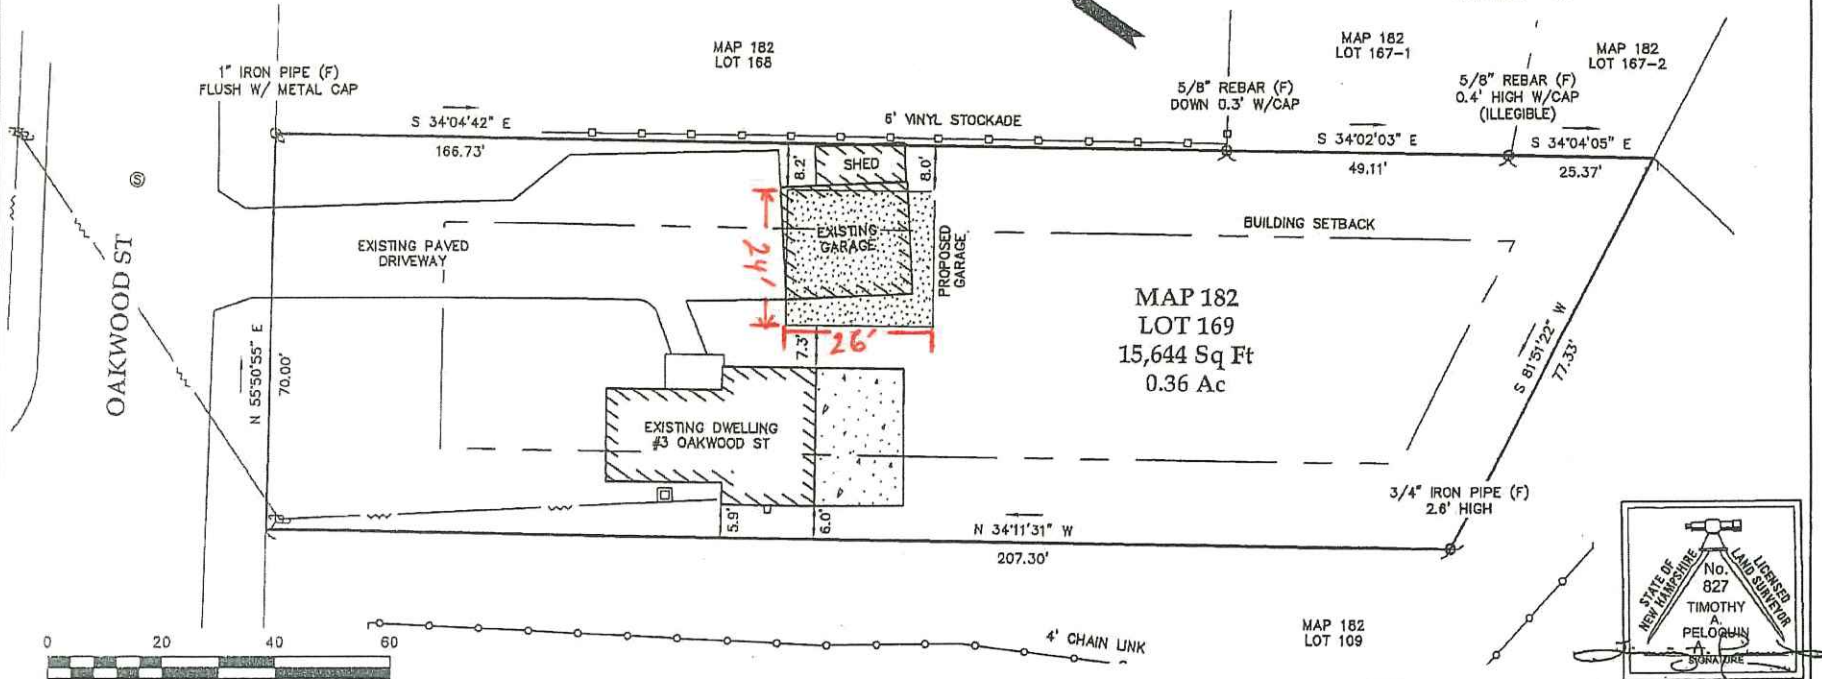 MAP 182
LOT 168
MAP 182
LOT 167-1
MAP 182
LOT 167-2
1" IRON PIPE (F)
FLUSH W/ METAL CAP
5/8" REBAR (F)
DOWN 0.3' W/CAP
5/8" REBAR (F)
0.4' HIGH W/CAP
(ILLEGIBLE)
S 34°04'42" E
166.73'
6' VINYL STOCKADE
S 34°02'03" E
49.11'
S 34°04'05" E
25.37'
8.2'
SHED
8.0'
S
OAKWOOD ST
EXISTING PAVED
DRIVEWAY
24'
EXISTING
GARAGE
PROPOSED
GARAGE
BUILDING SETBACK
26'
7.3'
MAP 182
LOT 169
15,644 Sq Ft
0.36 Ac
N 55°50'55" E
70.00'
S 81°51'22" W
77.33'
EXISTING DWELLING
#3 OAKWOOD ST
3/4" IRON PIPE (F)
2.6' HIGH
5.9'
6.0'
N 34°11'31" W
207.30'
4' CHAIN LINK
MAP 182
LOT 109
0 20 40 60
STATE OF
NEW HAMPSHIRE
LICENSED
LAND SURVEYOR
No.
827
TIMOTHY
A.
PELOQUIN
SIGNATURE